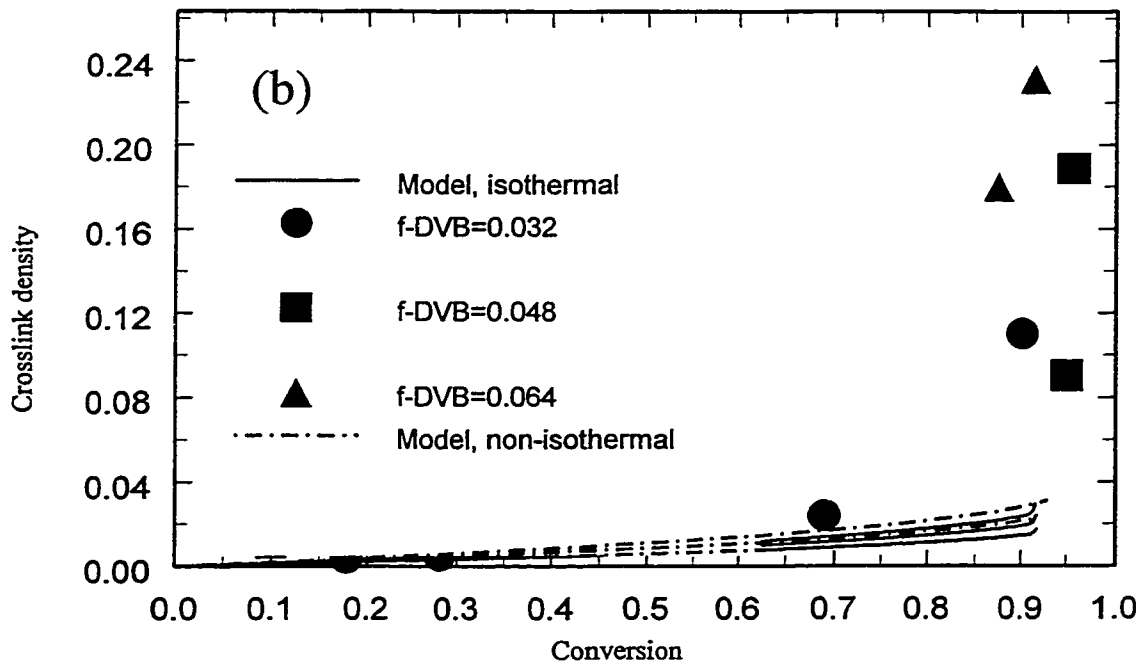 0.24
(b)
0.20
Model, isothermal
0.16
f-DVB=0.032
Crosslink density
0.12
f-DVB=0.048
0.08
f-DVB=0.064
Model, non-isothermal
0.04
0.00
0.0 0.1 0.2 0.3 0.4 0.5 0.6 0.7 0.8 0.9 1.0
Conversion